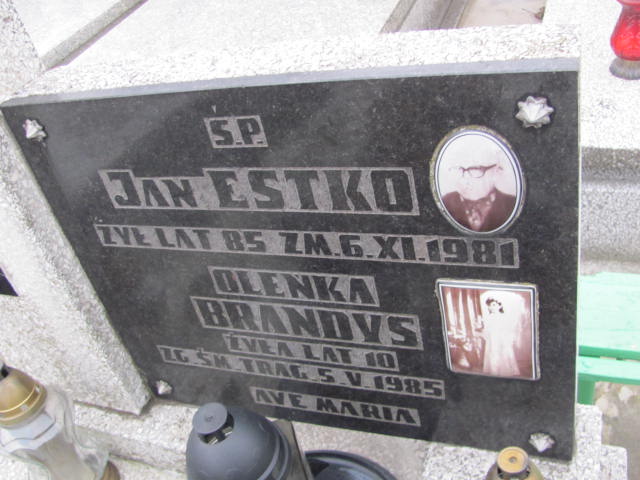 Ś.P.
JAN ESTKO
ŻYŁ LAT 85 ZM. 6. XI. 1981
OLEŃKA
BRANDYS
ŻYŁA LAT 10
ZG. ŚM. TRAG. 5. V. 1985
AVE MARIA